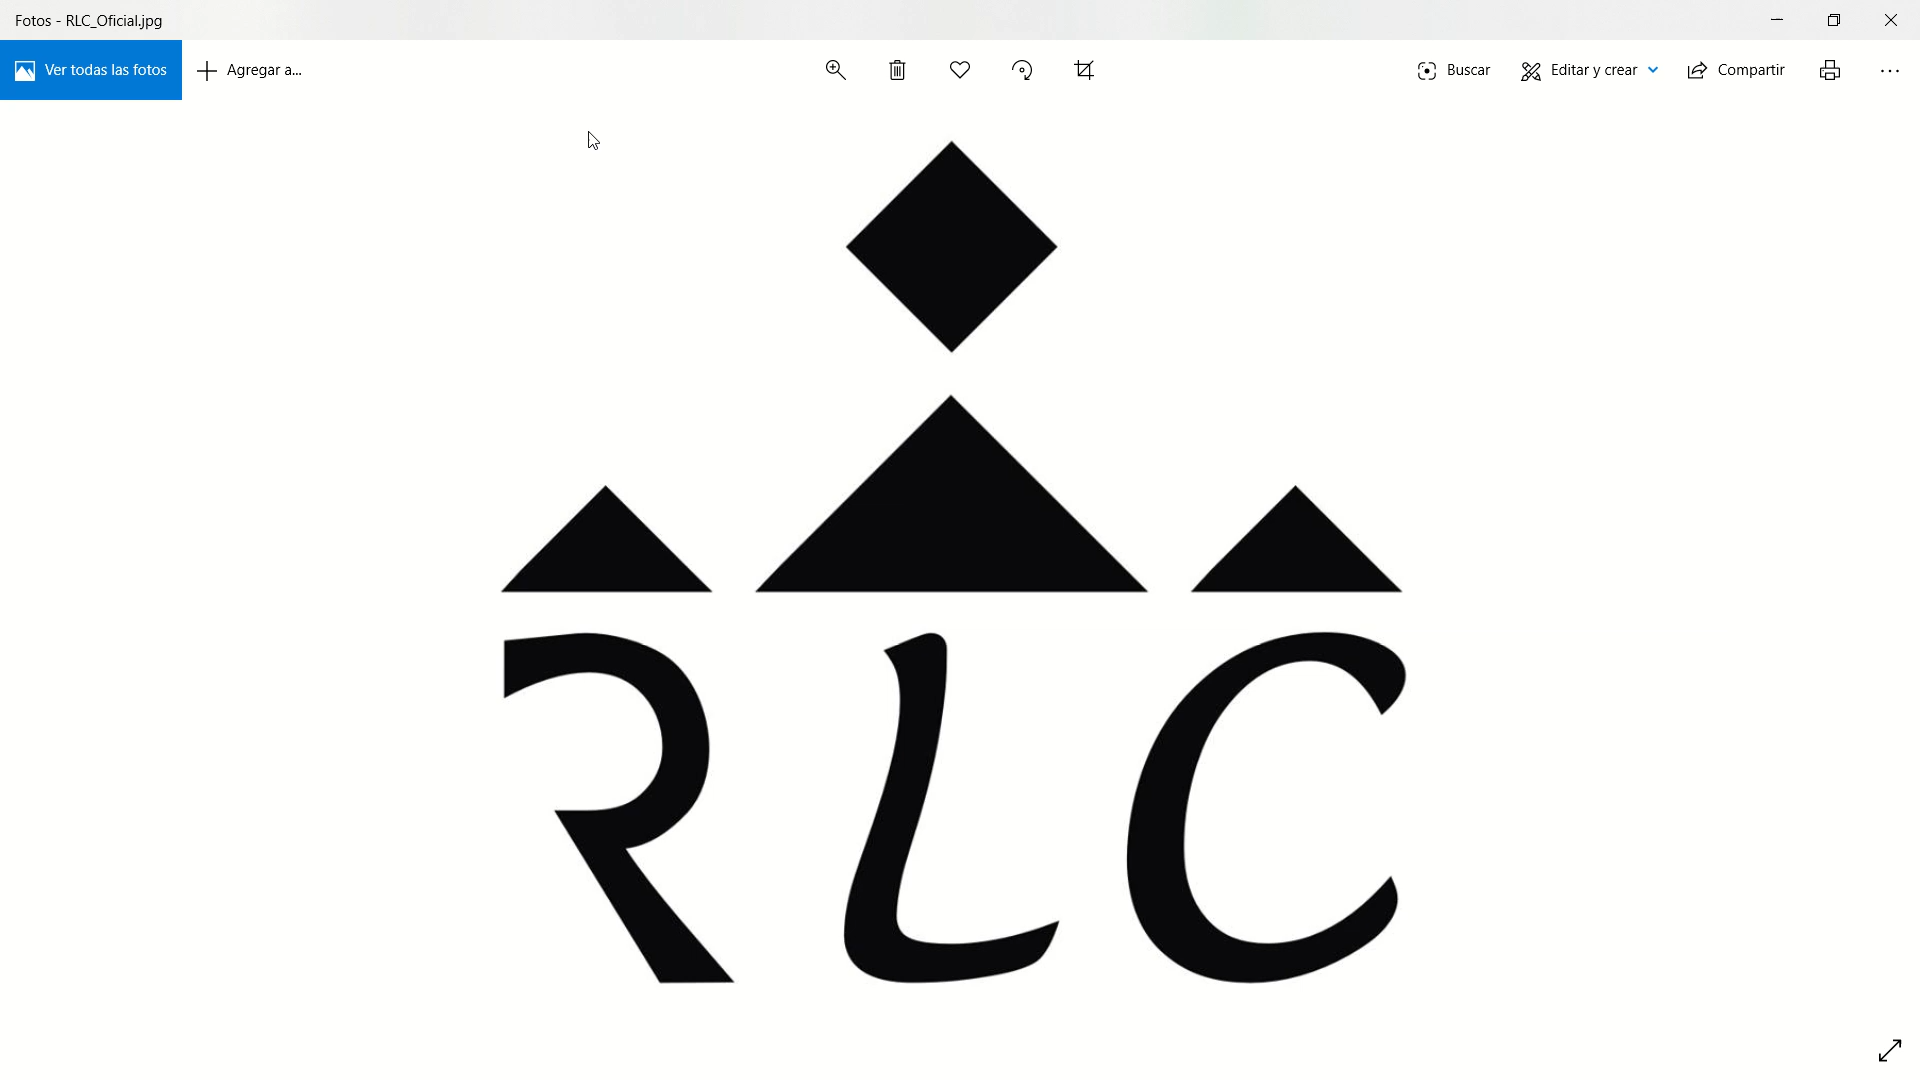 Fotos - RLC_Oficial.jpg
Ver todas las fotos
Agregar a...
Buscar
Editar y crear
Compartir
RLC